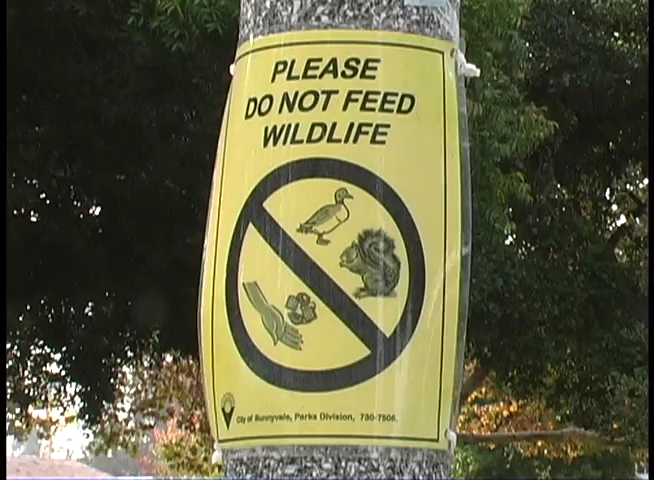 PLEASE
DO NOT FEED
WILDLIFE
City of Sunnyvale, Parks Division, 730-7506.